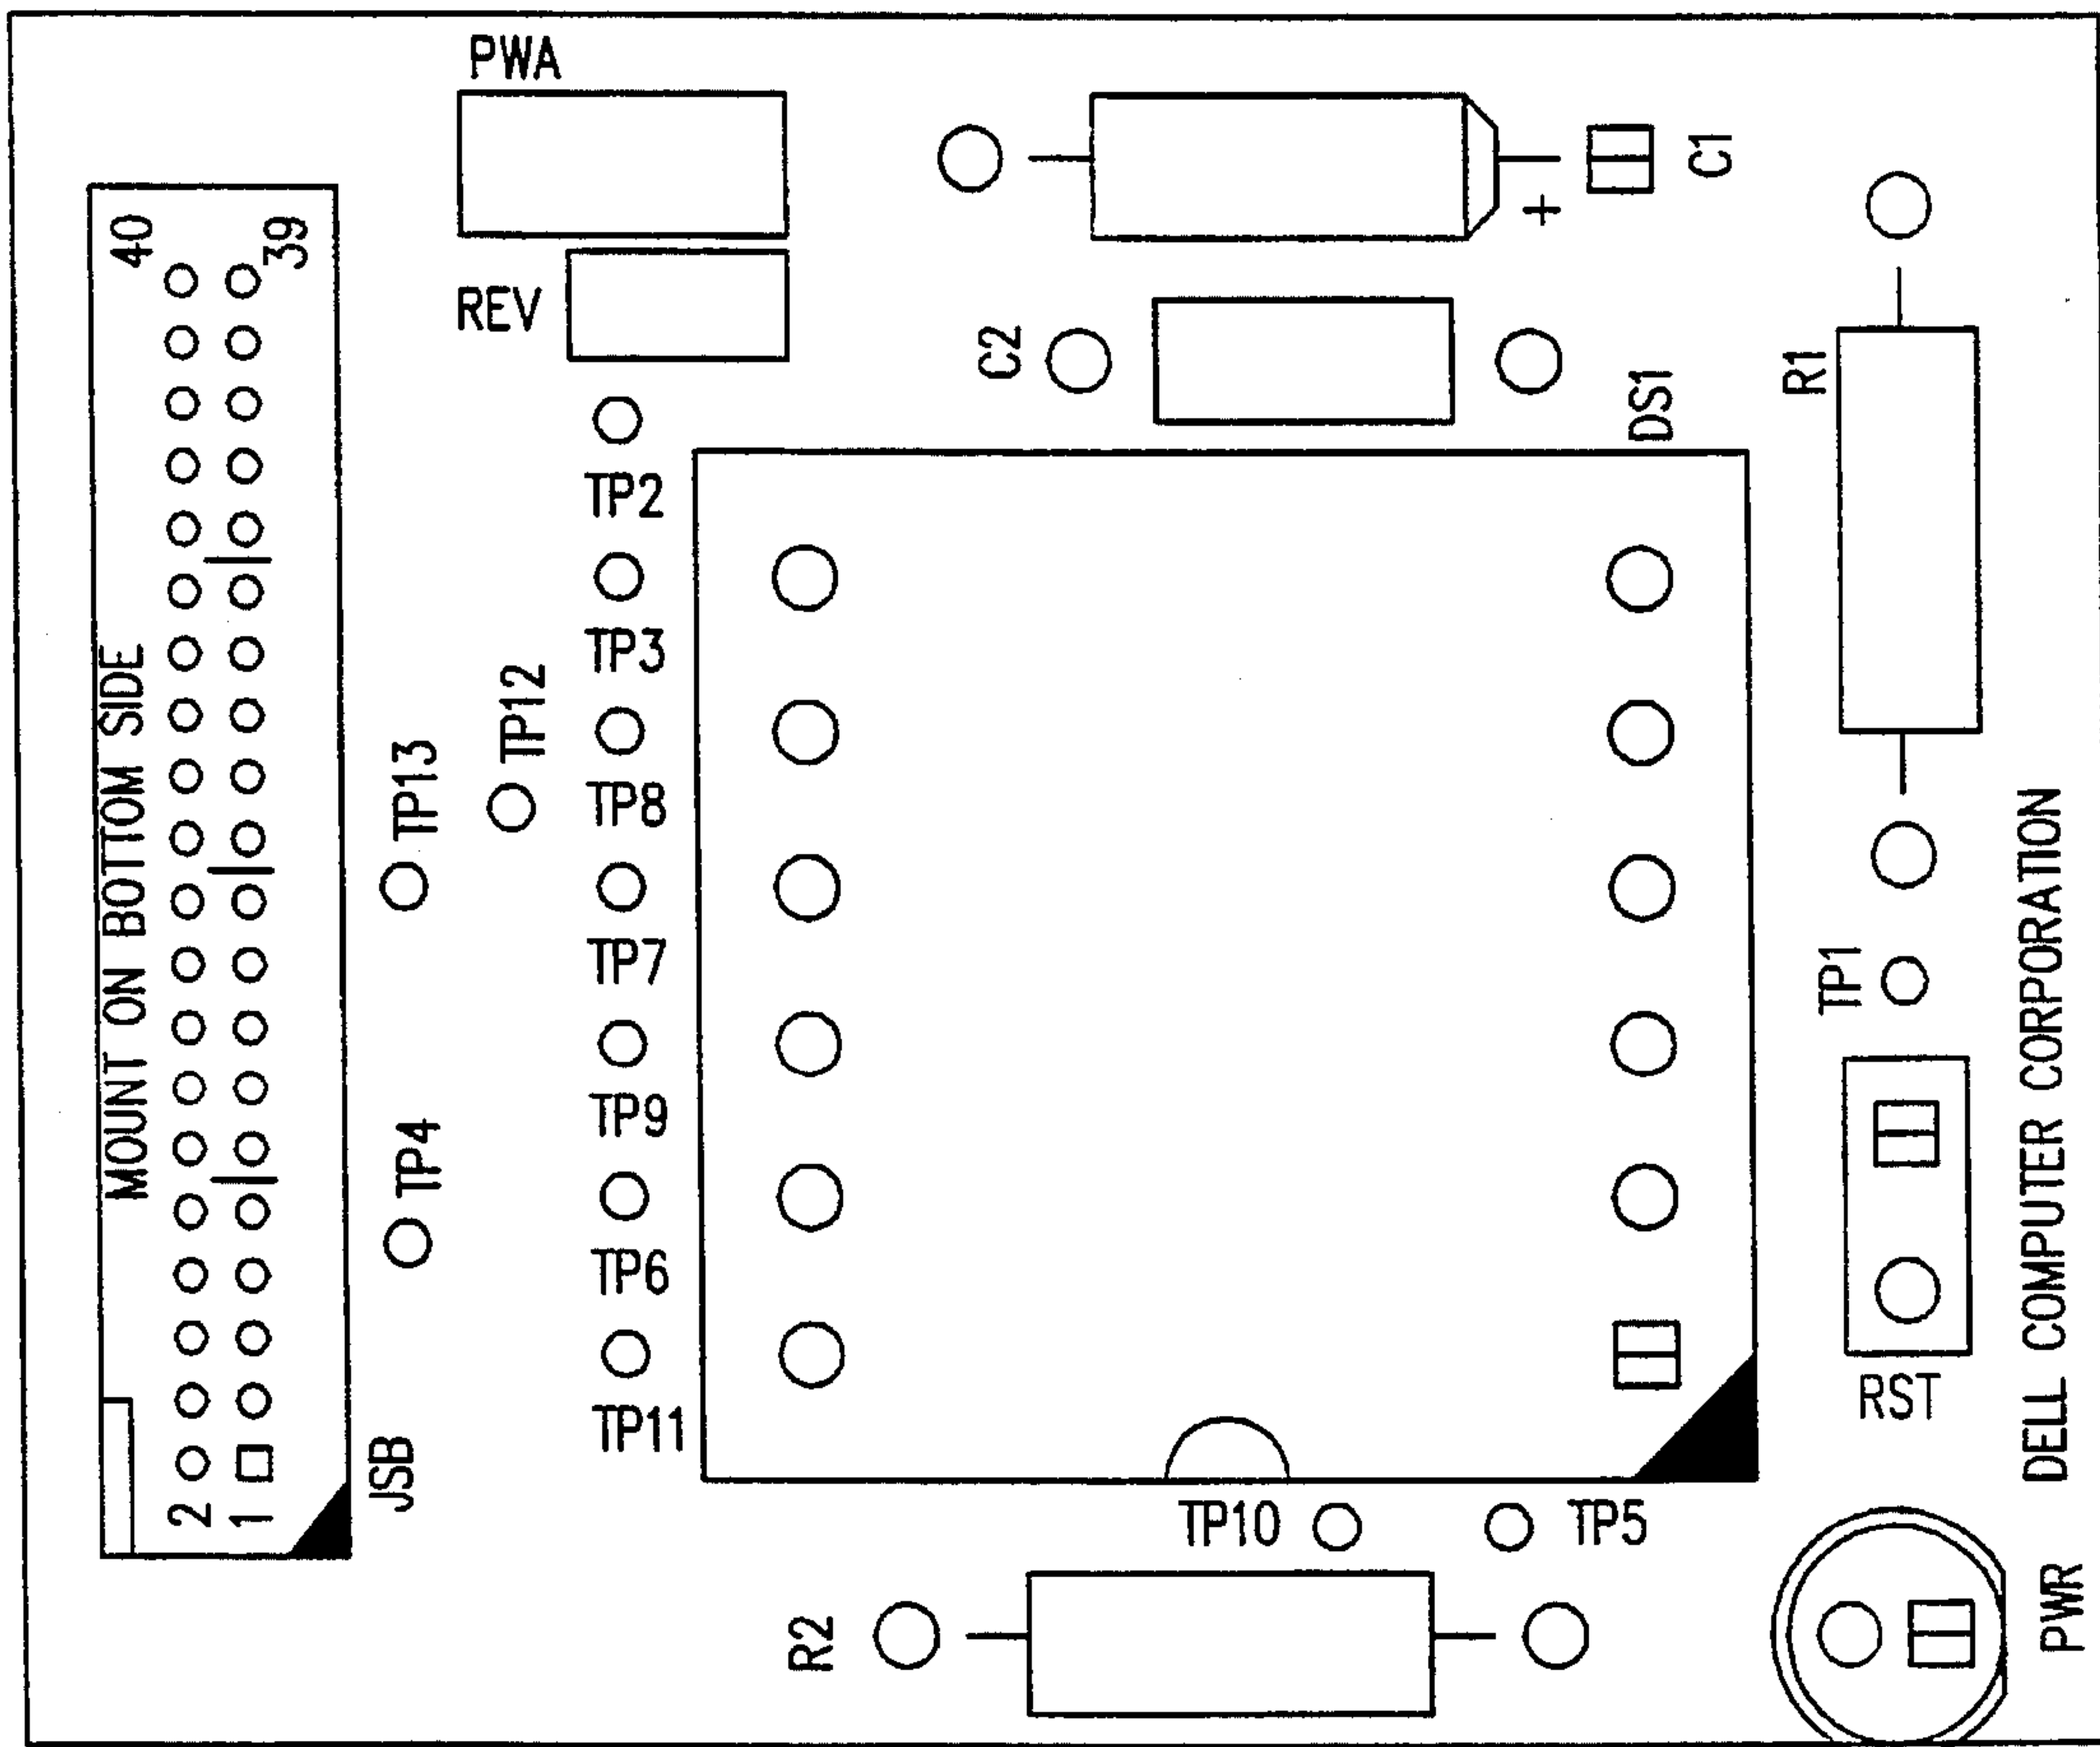 PWA
REV
40
39
MOUNT ON BOTTOM SIDE
2
1
JSB
TP13
TP12
TP4
TP2
TP3
TP8
TP7
TP9
TP6
TP11
C1
+
C2
DS1
R1
TP1
RST
DELL COMPUTER CORPORATION
TP10
TP5
R2
PWR